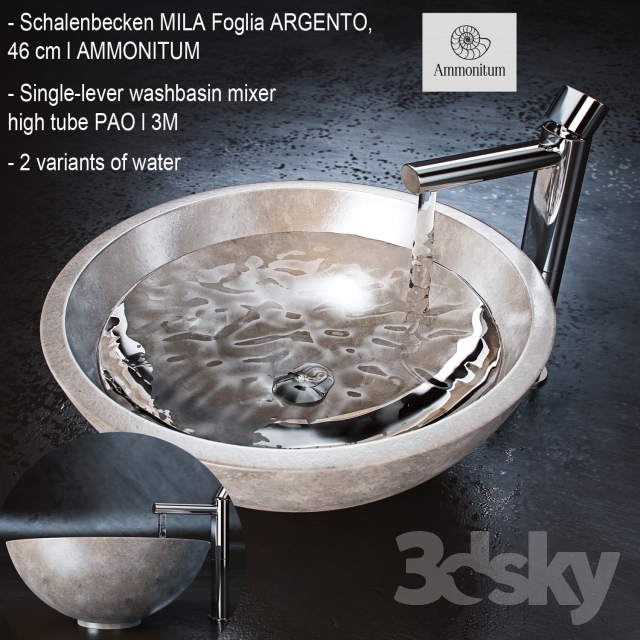 - Schalenbecken MILA Foglia ARGENTO,
46 cm I AMMONITUM
- Single-lever washbasin mixer
high tube PAO I 3M
- 2 variants of water
Ammonitum
3dsky